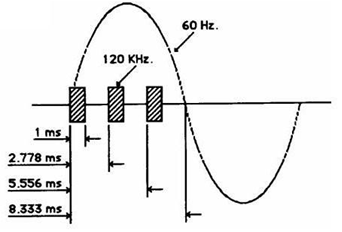 60 Hz.
120 KHz.
1 ms
2.778 ms
5.556 ms
8.333 ms